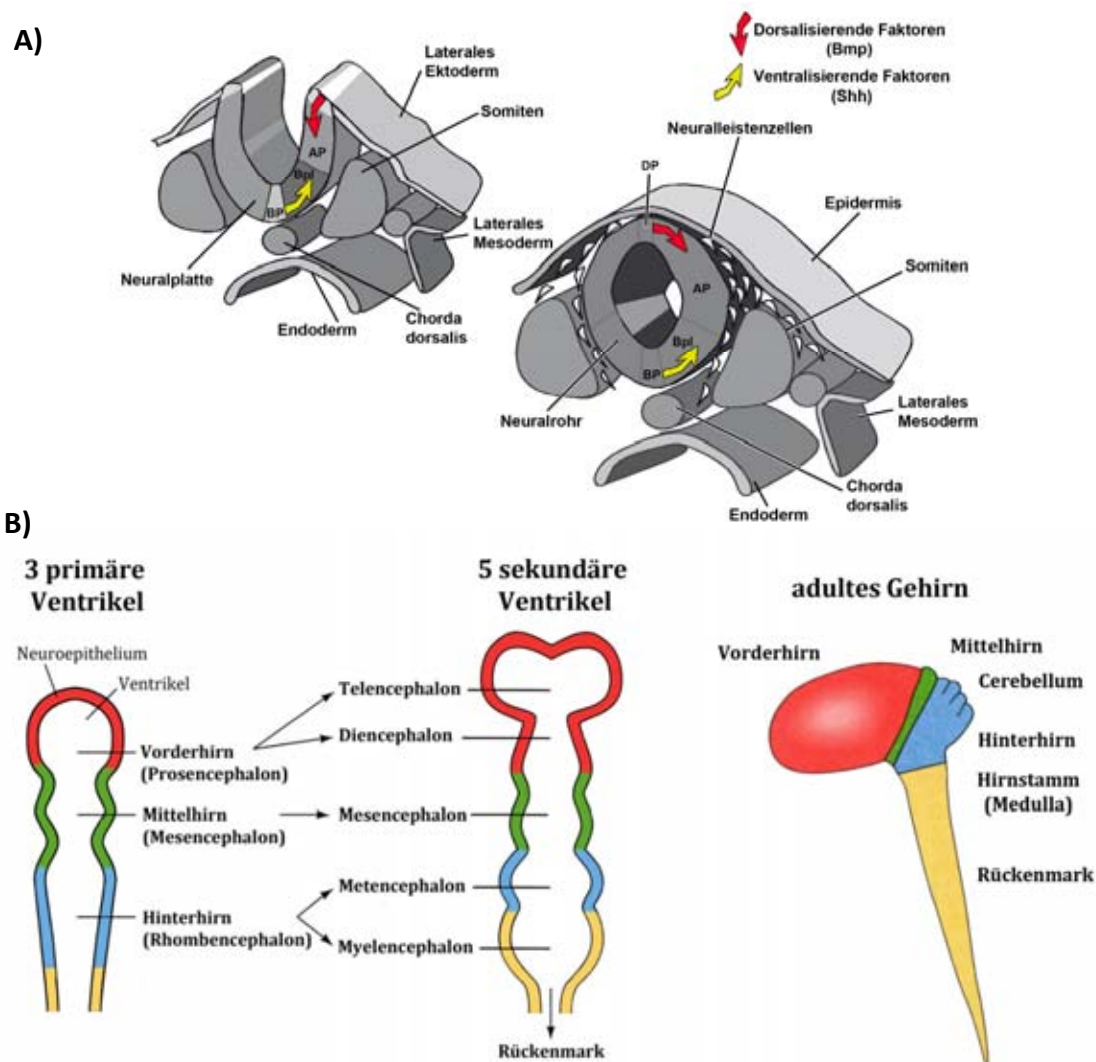 A)
Dorsalisierende Faktoren
(Bmp)
Ventralisierende Faktoren
(Shh)
Laterales
Ektoderm
Somiten
AP
Bpl
BP
Laterales
Mesoderm
Neuralplatte
Endoderm
Chorda
dorsalis
Neuralleistenzellen
DP
Epidermis
Somiten
AP
Bpl
BP
Neuralrohr
Laterales
Mesoderm
Chorda
dorsalis
Endoderm
B)
3 primäre
Ventrikel
Neuroepithelium
Ventrikel
Vorderhirn
(Prosencephalon)
Mittelhirn
(Mesencephalon)
Hinterhirn
(Rhombencephalon)
5 sekundäre
Ventrikel
Telencephalon
Diencephalon
Mesencephalon
Metencephalon
Myelencephalon
Rückenmark
adultes Gehirn
Vorderhirn
Mittelhirn
Cerebellum
Hinterhirn
Hirnstamm
(Medulla)
Rückenmark